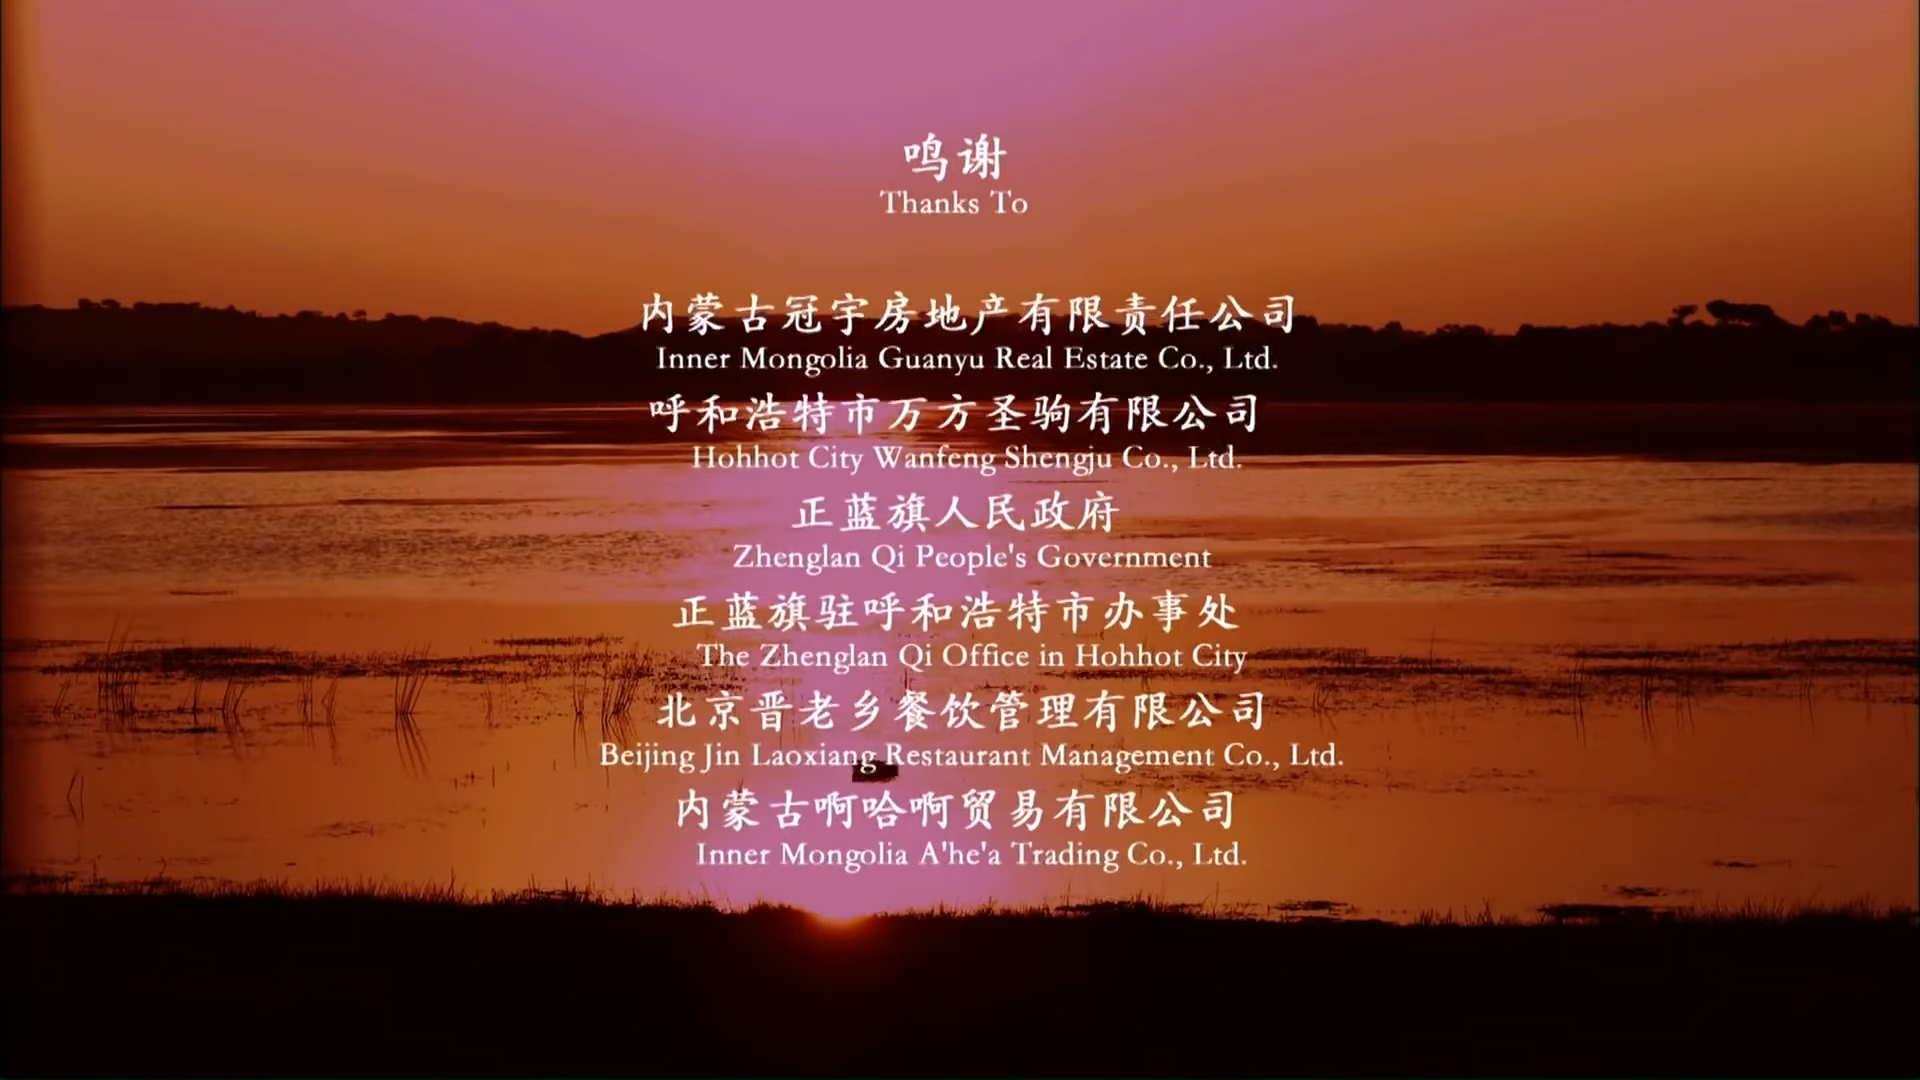 鸣谢
Thanks To
内蒙古冠宇房地产有限责任公司
Inner Mongolia Guanyu Real Estate Co., Ltd.
呼和浩特市万方圣驹有限公司
Hohhot City Wanfeng Shengju Co., Ltd.
正蓝旗人民政府
Zhenglan Qi People's Government
正蓝旗驻呼和浩特市办事处
The Zhenglan Qi Office in Hohhot City
北京晋老乡餐饮管理有限公司
Beijing Jin Laoxiang Restaurant Management Co., Ltd.
内蒙古啊哈啊贸易有限公司
Inner Mongolia A'he'a Trading Co., Ltd.